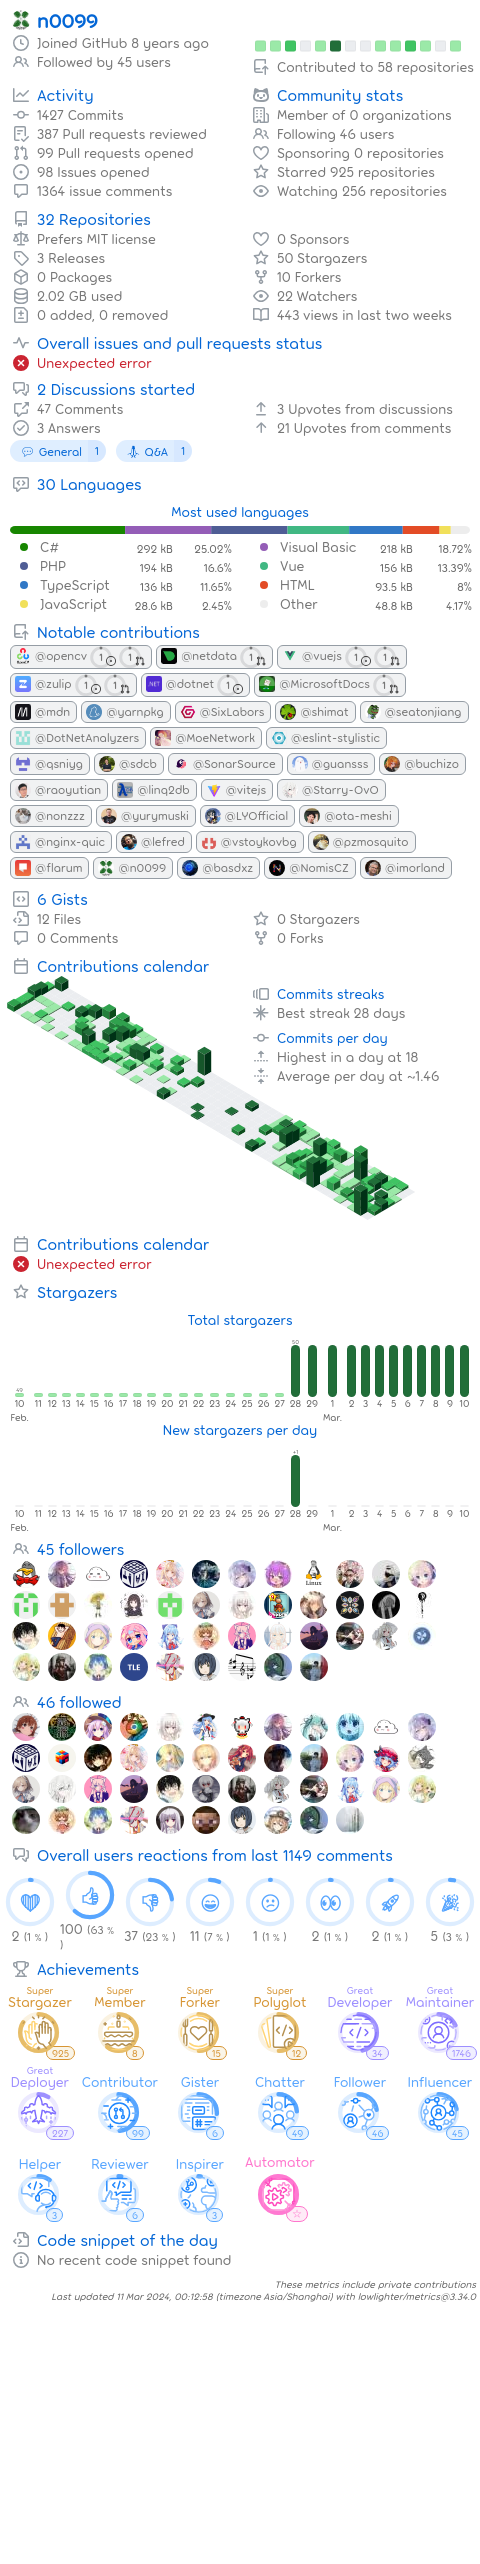 n0099
Joined GitHub 8 years ago
Followed by 45 users
Contributed to 58 repositories
Activity
1427 Commits
387 Pull requests reviewed
99 Pull requests opened
98 Issues opened
1364 issue comments
Community stats
Member of 0 organizations
Following 46 users
Sponsoring 0 repositories
Starred 925 repositories
Watching 256 repositories
32 Repositories
Prefers MIT license
3 Releases
0 Packages
2.02 GB used
0 added, 0 removed
0 Sponsors
50 Stargazers
10 Forkers
22 Watchers
443 views in last two weeks
Overall issues and pull requests status
Unexpected error
2 Discussions started
47 Comments
3 Answers
3 Upvotes from discussions
21 Upvotes from comments
General 1 Q&A 1
30 Languages
Most used languages
C# 292 kB 25.02% Visual Basic 218 kB 18.72%
PHP 194 kB 16.6% Vue 156 kB 13.39%
TypeScript 136 kB 11.65% HTML 93.5 kB 8%
JavaScript 28.6 kB 2.45% Other 48.8 kB 4.17%
Notable contributions
@opencv 1 1 @netdata 1 @vuejs 1 1
@zulip 1 1 .NET @dotnet 1 @MicrosoftDocs 1
@mdn @yarnpkg @SixLabors @shimat @seatonjiang
@DotNetAnalyzers @MoeNetwork @eslint-stylistic
@qsniyg @sdcb @SonarSource @guansss @buchizo
@raoyutian @linq2db @vitejs @Starry-OvO
@nonzzz @yurymuski @LYOfficial @ota-meshi
@nginx-quic @lefred @vstoykovbg @pzmosquito
@flarum @n0099 @basdxz @NomisCZ @imorland
6 Gists
12 Files
0 Comments
0 Stargazers
0 Forks
Contributions calendar
Commits streaks
Best streak 28 days
Commits per day
Highest in a day at 18
Average per day at ~1.46
Contributions calendar
Unexpected error
Stargazers
Total stargazers
49 50
10 11 12 13 14 15 16 17 18 19 20 21 22 23 24 25 26 27 28 29 1 2 3 4 5 6 7 8 9 10
Feb. Mar.
New stargazers per day
+1
10 11 12 13 14 15 16 17 18 19 20 21 22 23 24 25 26 27 28 29 1 2 3 4 5 6 7 8 9 10
Feb. Mar.
45 followers
Linux
TLE
46 followed
Overall users reactions from last 1149 comments
2 (1 %) 100 (63 %) 37 (23 %) 11 (7 %) 1 (1 %) 2 (1 %) 2 (1 %) 5 (3 %)
Achievements
Super Super Super Super Great Great
Stargazer Member Forker Polyglot Developer Maintainer
925 8 15 12 34 1746
Great
Deployer Contributor Gister Chatter Follower Influencer
227 99 6 49 46 45
Helper Reviewer Inspirer Automator
3 6 3
Code snippet of the day
No recent code snippet found
These metrics include private contributions
Last updated 11 Mar 2024, 00:12:58 (timezone Asia/Shanghai) with lowlighter/metrics@3.34.0